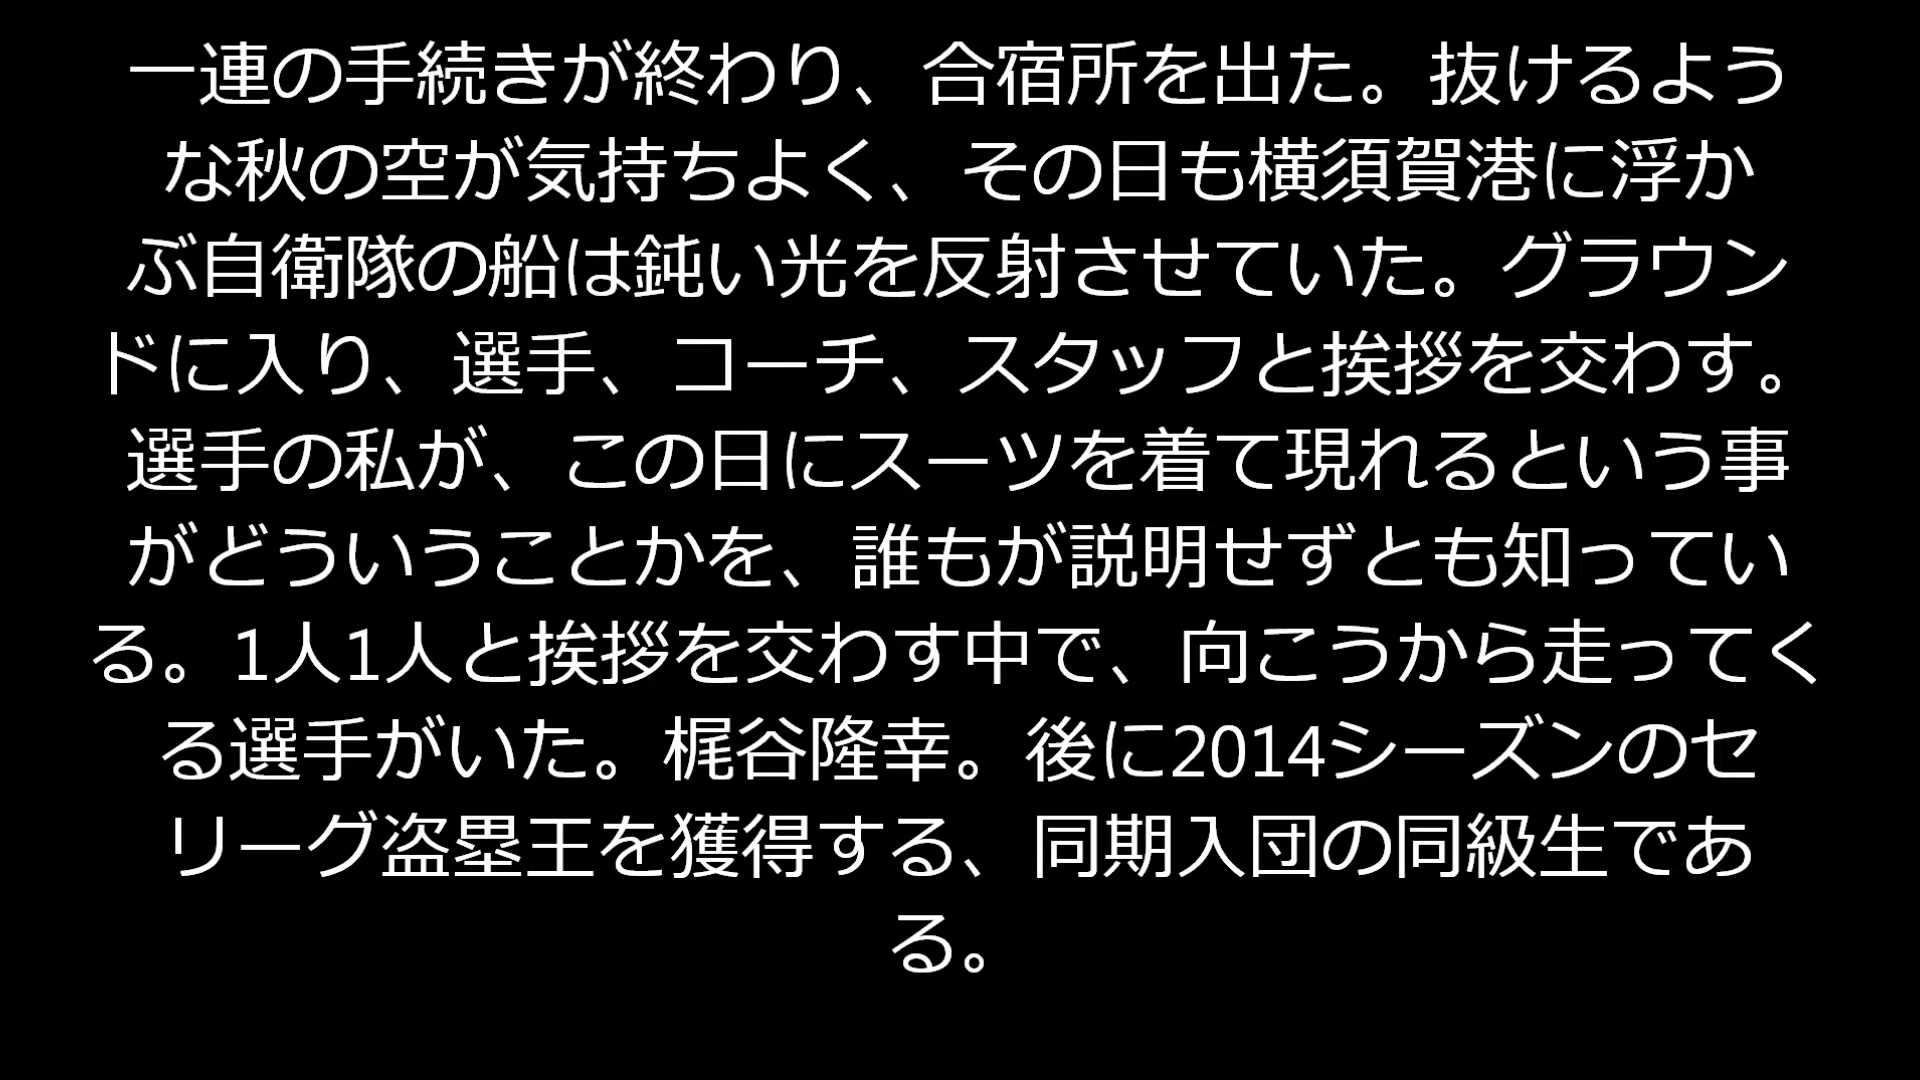 一連の手続きが終わり、合宿所を出た。抜けるよう
な秋の空が気持ちよく、その日も横須賀港に浮か
ぶ自衛隊の船は鈍い光を反射させていた。グラウン
ドに入り、選手、コーチ、スタッフと挨拶を交わす。
選手の私が、この日にスーツを着て現れるという事
がどういうことかを、誰もが説明せずとも知ってい
る。1人1人と挨拶を交わす中で、向こうから走ってく
る選手がいた。梶谷隆幸。後に2014シーズンのセ
リーグ盗塁王を獲得する、同期入団の同級生であ
る。